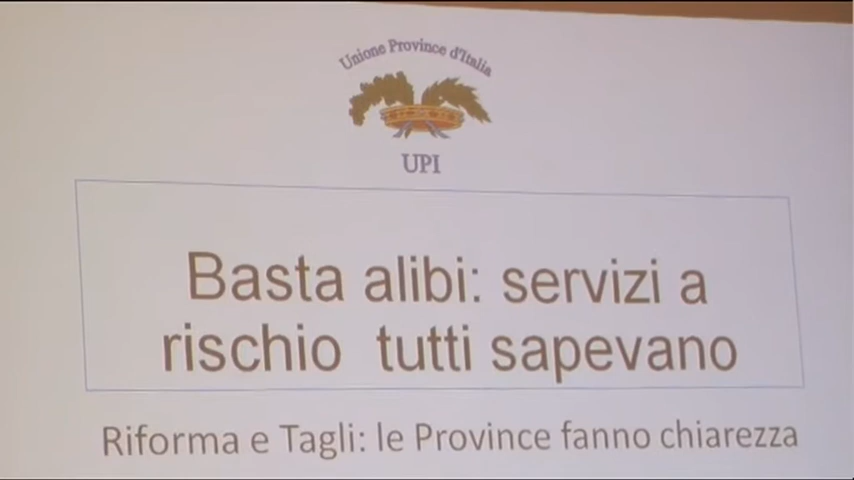 Unione Province d'Italia
UPI
Basta alibi: servizi a
rischio tutti sapevano
Riforma e Tagli: le Province fanno chiarezza